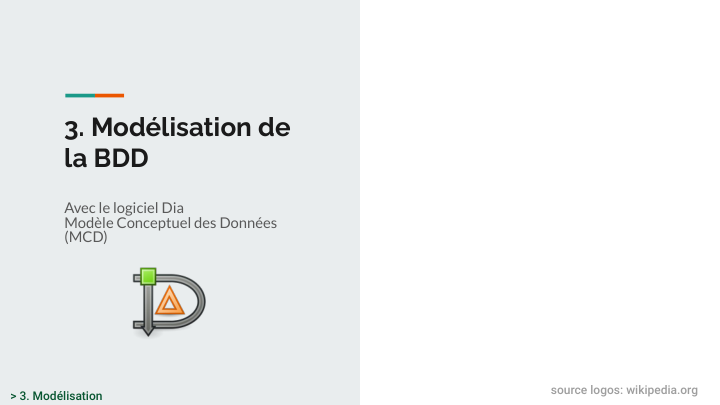 3. Modélisation de
la BDD
Avec le logiciel Dia
Modèle Conceptuel des Données
(MCD)
> 3. Modélisation
source logos: wikipedia.org